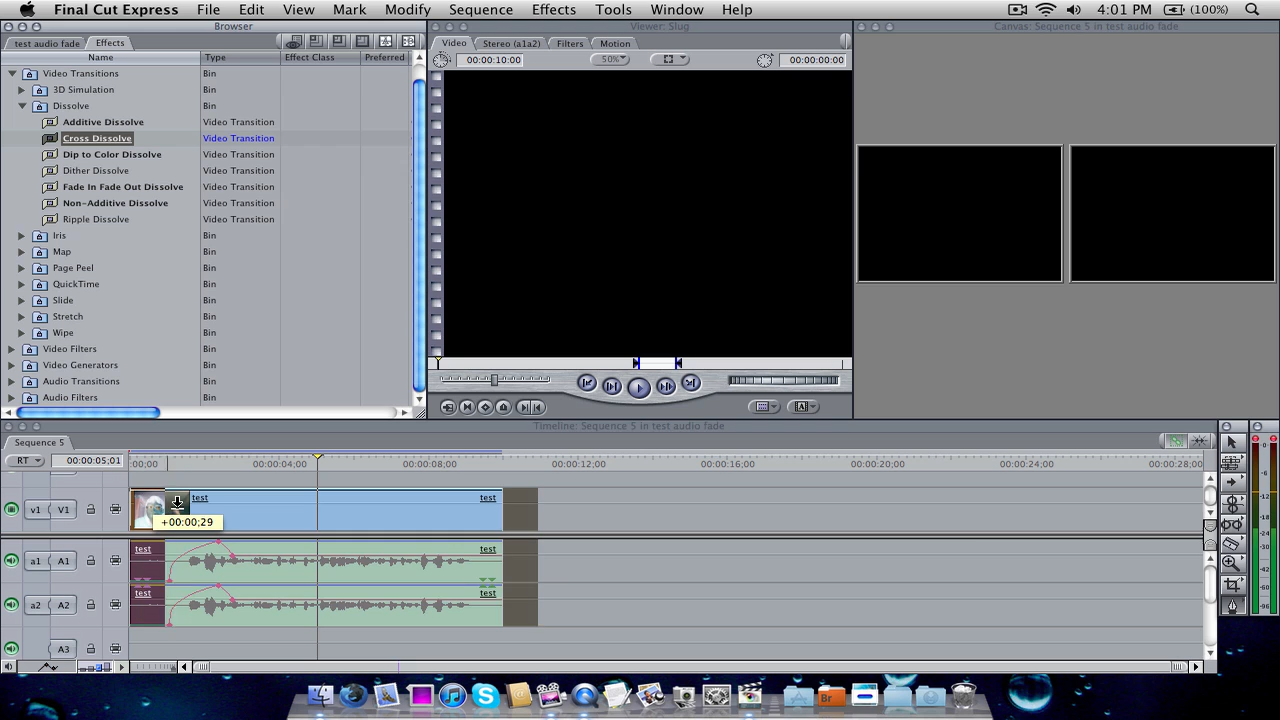 Final Cut Express File Edit View Mark Modify Sequence Effects Tools Window Help 4:01 PM (100%)
Browser
test audio fade Effects
Name Type Effect Class Preferred
Video Transitions Bin
3D Simulation Bin
Dissolve Bin
Additive Dissolve Video Transition
Cross Dissolve Video Transition
Dip to Color Dissolve Video Transition
Dither Dissolve Video Transition
Fade In Fade Out Dissolve Video Transition
Non-Additive Dissolve Video Transition
Ripple Dissolve Video Transition
Iris Bin
Map Bin
Page Peel Bin
QuickTime Bin
Slide Bin
Stretch Bin
Wipe Bin
Video Filters Bin
Video Generators Bin
Audio Transitions Bin
Audio Filters Bin
Viewer: Slug
Video Stereo (a1a2) Filters Motion
00:00:10:00 50% 00:00:00:00
Canvas: Sequence 5 in test audio fade
Timeline: Sequence 5 in test audio fade
Sequence 5
RT 00:00:05;01 :00;00 00:00:04;00 00:00:08;00 00:00:12;00 00:00:16;00 00:00:20;00 00:00:24;00 00:00:28;00
v1 V1 test test
+00:00;29
a1 A1 test test
a2 A2 test test
A3
Br